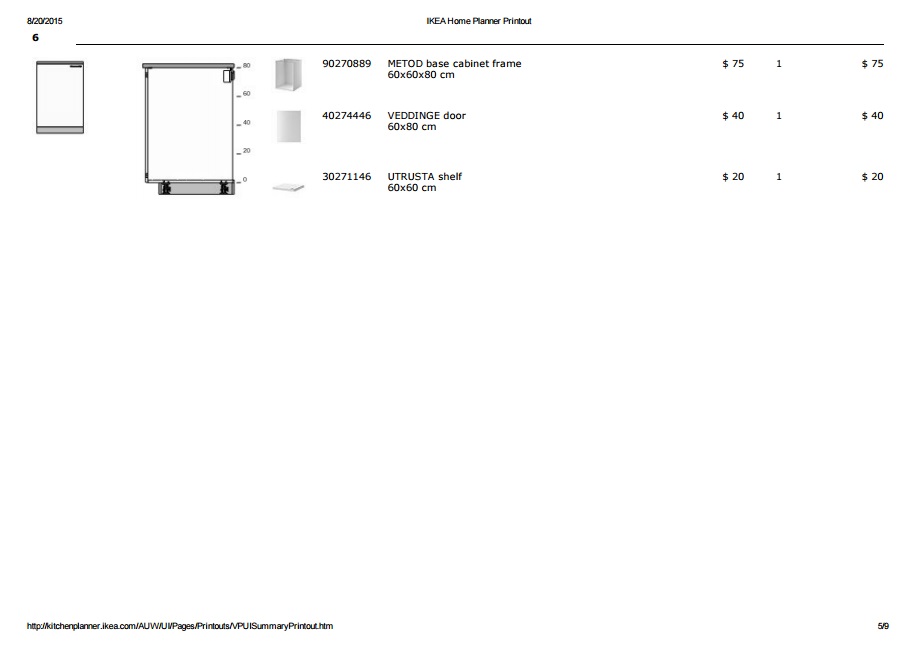 8/20/2015 IKEA Home Planner Printout
6
90270889 METOD base cabinet frame $ 75 1 $ 75
60x60x80 cm
40274446 VEDDINGE door $ 40 1 $ 40
60x80 cm
30271146 UTRUSTA shelf $ 20 1 $ 20
60x60 cm
80
60
40
20
0
http://kitchenplanner.ikea.com/AUW/UI/Pages/Printouts/VPUISummaryPrintout.htm 5/9